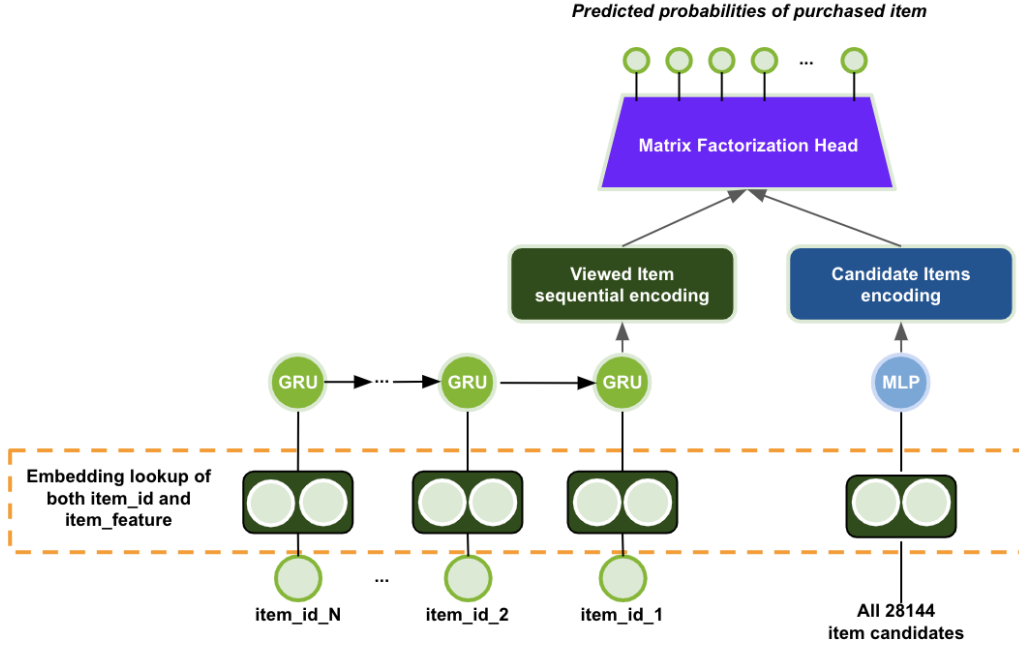 Predicted probabilities of purchased item
...
Matrix Factorization Head
Viewed Item
sequential encoding
Candidate Items
encoding
GRU
...
GRU
GRU
MLP
Embedding lookup of
both item_id and
item_feature
...
item_id_N
item_id_2
item_id_1
All 28144
item candidates